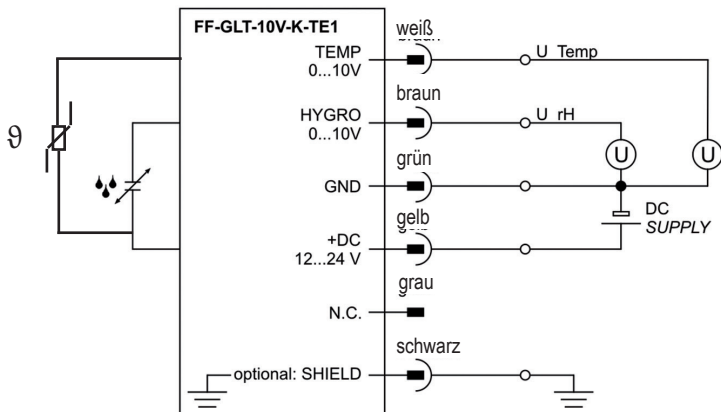 FF-GLT-10V-K-TE1
weiß
TEMP
0...10V
U Temp
braun
HYGRO
0...10V
U rH
U
U
ϑ
grün
GND
DC
SUPPLY
gelb
+DC
12...24 V
grau
N.C.
schwarz
optional: SHIELD